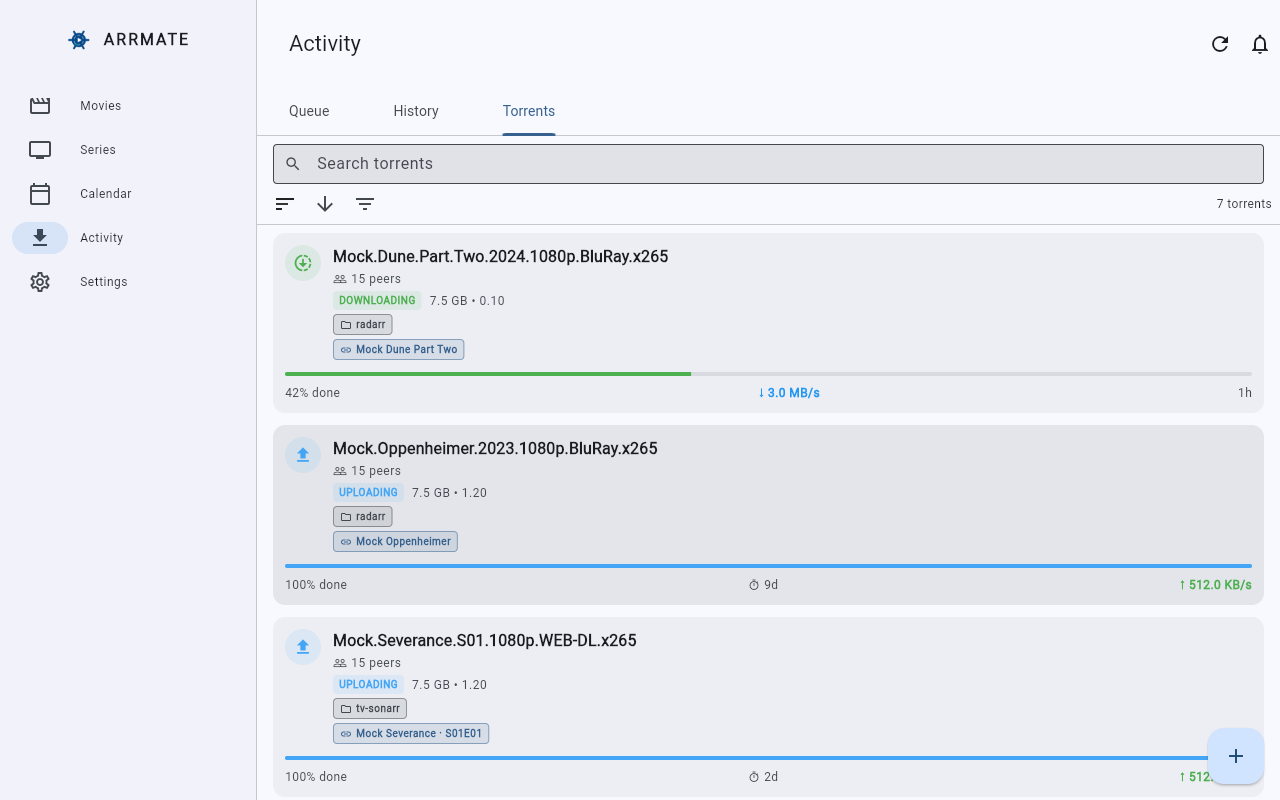 ARRMATE
Movies
Series
Calendar
Activity
Settings
Activity
Queue
History
Torrents
Search torrents
7 torrents
Mock.Dune.Part.Two.2024.1080p.BluRay.x265
15 peers
DOWNLOADING 7.5 GB • 0.10
radarr
Mock Dune Part Two
42% done ↓ 3.0 MB/s 1h
Mock.Oppenheimer.2023.1080p.BluRay.x265
15 peers
UPLOADING 7.5 GB • 1.20
radarr
Mock Oppenheimer
100% done 9d ↑ 512.0 KB/s
Mock.Severance.S01.1080p.WEB-DL.x265
15 peers
UPLOADING 7.5 GB • 1.20
tv-sonarr
Mock Severance · S01E01
100% done 2d ↑ 512.